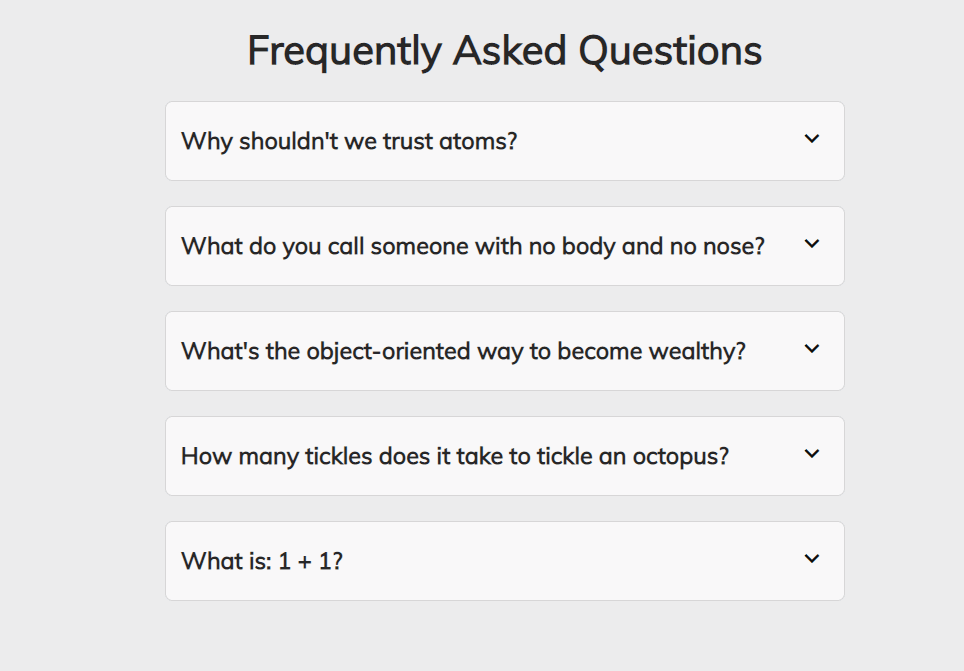 Frequently Asked Questions
Why shouldn't we trust atoms?
What do you call someone with no body and no nose?
What's the object-oriented way to become wealthy?
How many tickles does it take to tickle an octopus?
What is: 1 + 1?